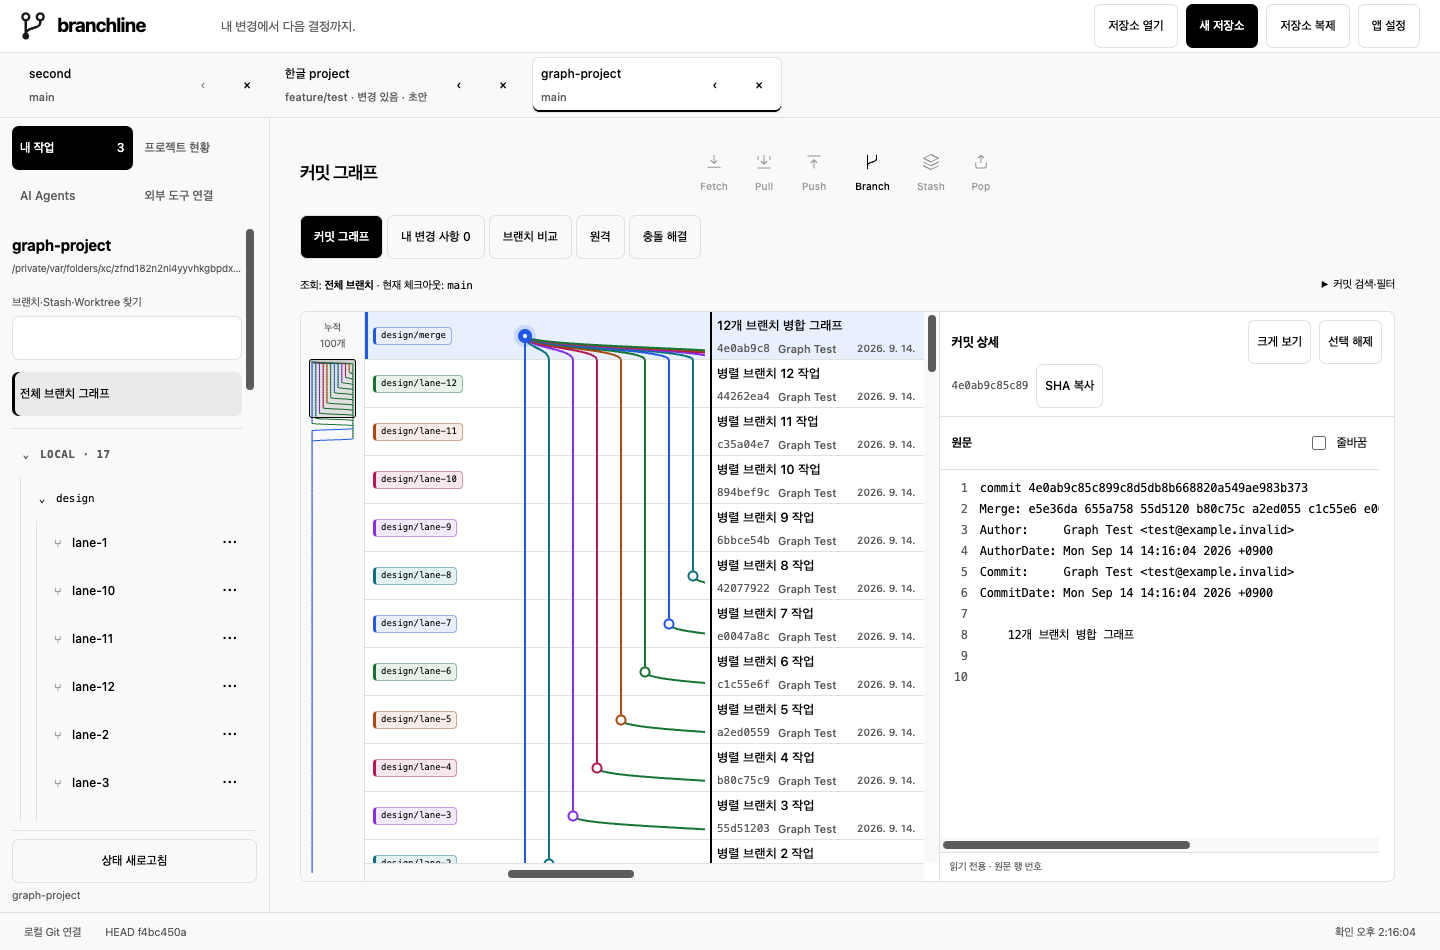 branchline
내 변경에서 다음 결정까지.
저장소 열기
새 저장소
저장소 복제
앱 설정
second
main
‹
×
한글 project
feature/test · 변경 있음 · 초안
‹
×
graph-project
main
‹
×
내 작업 3
프로젝트 현황
AI Agents
외부 도구 연결
graph-project
/private/var/folders/xc/zfnd182n2nl4yyvhkgbpdx...
브랜치·Stash·Worktree 찾기
전체 브랜치 그래프
LOCAL · 17
design
lane-1 ···
lane-10 ···
lane-11 ···
lane-12 ···
lane-2 ···
lane-3 ···
상태 새로고침
graph-project
커밋 그래프
Fetch
Pull
Push
Branch
Stash
Pop
커밋 그래프
내 변경 사항 0
브랜치 비교
원격
충돌 해결
조회: 전체 브랜치 · 현재 체크아웃: main
▶ 커밋 검색·필터
누적
100개
design/merge
12개 브랜치 병합 그래프
4e0ab9c8 Graph Test 2026. 9. 14.
design/lane-12
병렬 브랜치 12 작업
44262ea4 Graph Test 2026. 9. 14.
design/lane-11
병렬 브랜치 11 작업
c35a04e7 Graph Test 2026. 9. 14.
design/lane-10
병렬 브랜치 10 작업
894bef9c Graph Test 2026. 9. 14.
design/lane-9
병렬 브랜치 9 작업
6bbce54b Graph Test 2026. 9. 14.
design/lane-8
병렬 브랜치 8 작업
42077922 Graph Test 2026. 9. 14.
design/lane-7
병렬 브랜치 7 작업
e0047a8c Graph Test 2026. 9. 14.
design/lane-6
병렬 브랜치 6 작업
c1c55e6f Graph Test 2026. 9. 14.
design/lane-5
병렬 브랜치 5 작업
a2ed0559 Graph Test 2026. 9. 14.
design/lane-4
병렬 브랜치 4 작업
b80c75c9 Graph Test 2026. 9. 14.
design/lane-3
병렬 브랜치 3 작업
55d51203 Graph Test 2026. 9. 14.
design/lane-2
병렬 브랜치 2 작업
커밋 상세
크게 보기
선택 해제
4e0ab9c85c89
SHA 복사
원문
줄바꿈
1 commit 4e0ab9c85c899c8d5db8b668820a549ae983b373
2 Merge: e5e36da 655a758 55d5120 b80c75c a2ed055 c1c55e6 e0
3 Author: Graph Test <test@example.invalid>
4 AuthorDate: Mon Sep 14 14:16:04 2026 +0900
5 Commit: Graph Test <test@example.invalid>
6 CommitDate: Mon Sep 14 14:16:04 2026 +0900
7
8 12개 브랜치 병합 그래프
9
10
읽기 전용 · 원문 행 번호
로컬 Git 연결
HEAD f4bc450a
확인 오후 2:16:04